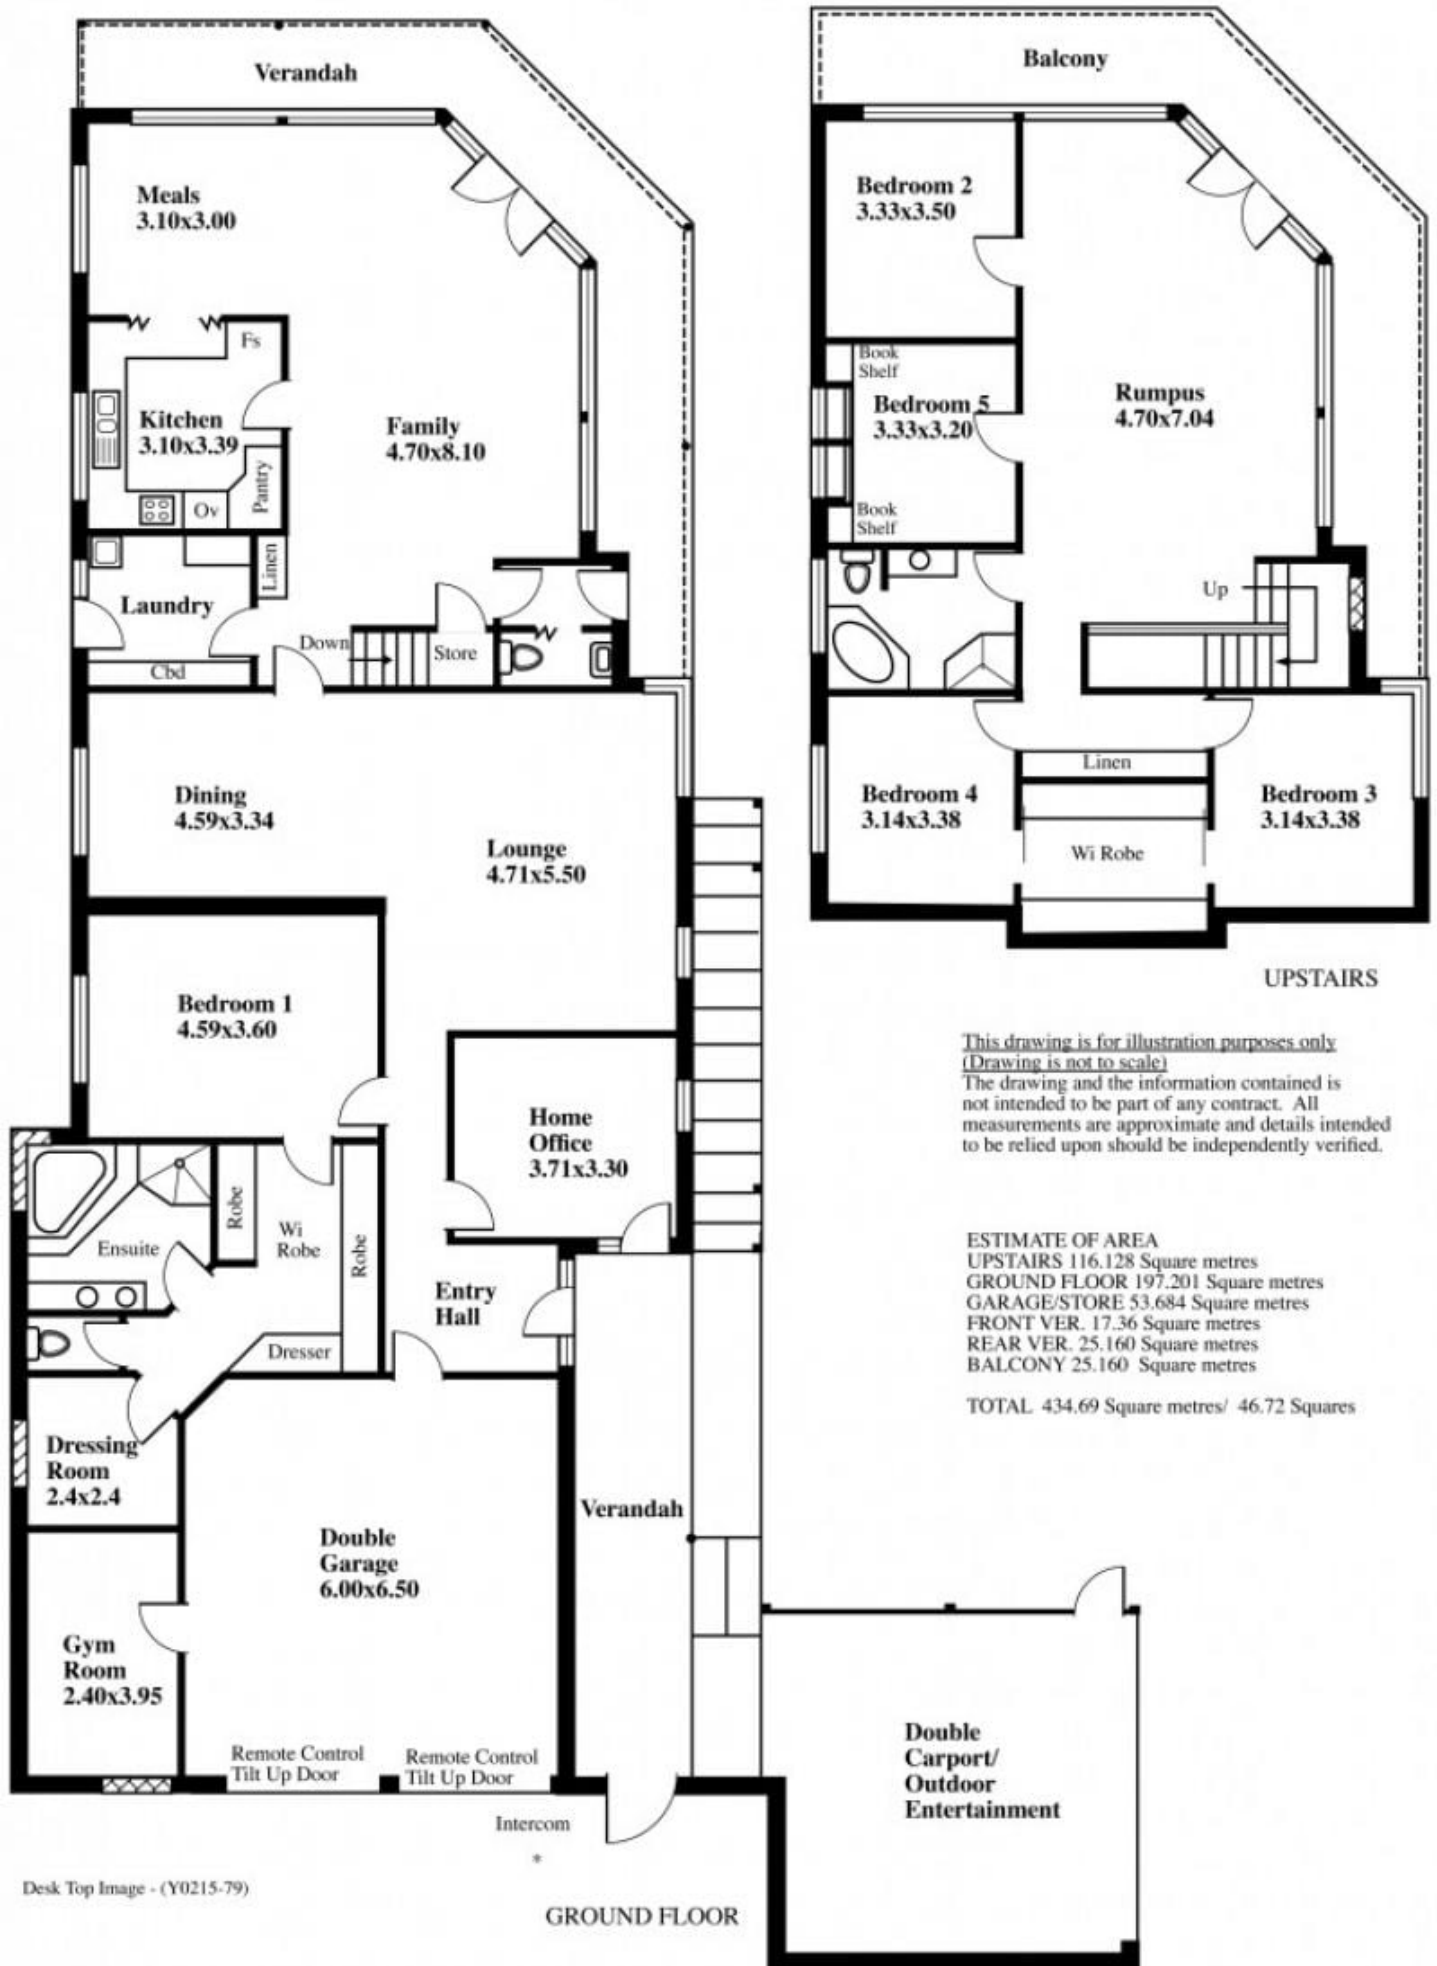 Verandah
Meals
3.10x3.00
Fs
Kitchen
3.10x3.39
Ov
Pantry
Family
4.70x8.10
Linen
Laundry
Cbd
Down
Store
Dining
4.59x3.34
Lounge
4.71x5.50
Bedroom 1
4.59x3.60
Home
Office
3.71x3.30
Ensuite
Robe
Wi
Robe
Robe
Dresser
Entry
Hall
Dressing
Room
2.4x2.4
Double
Garage
6.00x6.50
Verandah
Gym
Room
2.40x3.95
Remote Control
Tilt Up Door
Remote Control
Tilt Up Door
Intercom
*
Double
Carport/
Outdoor
Entertainment
Desk Top Image - (Y0215-79)
GROUND FLOOR
Balcony
Bedroom 2
3.33x3.50
Book
Shelf
Bedroom 5
3.33x3.20
Book
Shelf
Rumpus
4.70x7.04
Up
Linen
Bedroom 4
3.14x3.38
Wi Robe
Bedroom 3
3.14x3.38
UPSTAIRS
This drawing is for illustration purposes only
(Drawing is not to scale)
The drawing and the information contained is
not intended to be part of any contract. All
measurements are approximate and details intended
to be relied upon should be independently verified.
ESTIMATE OF AREA
UPSTAIRS 116.128 Square metres
GROUND FLOOR 197.201 Square metres
GARAGE/STORE 53.684 Square metres
FRONT VER. 17.36 Square metres
REAR VER. 25.160 Square metres
BALCONY 25.160 Square metres
TOTAL 434.69 Square metres/ 46.72 Squares